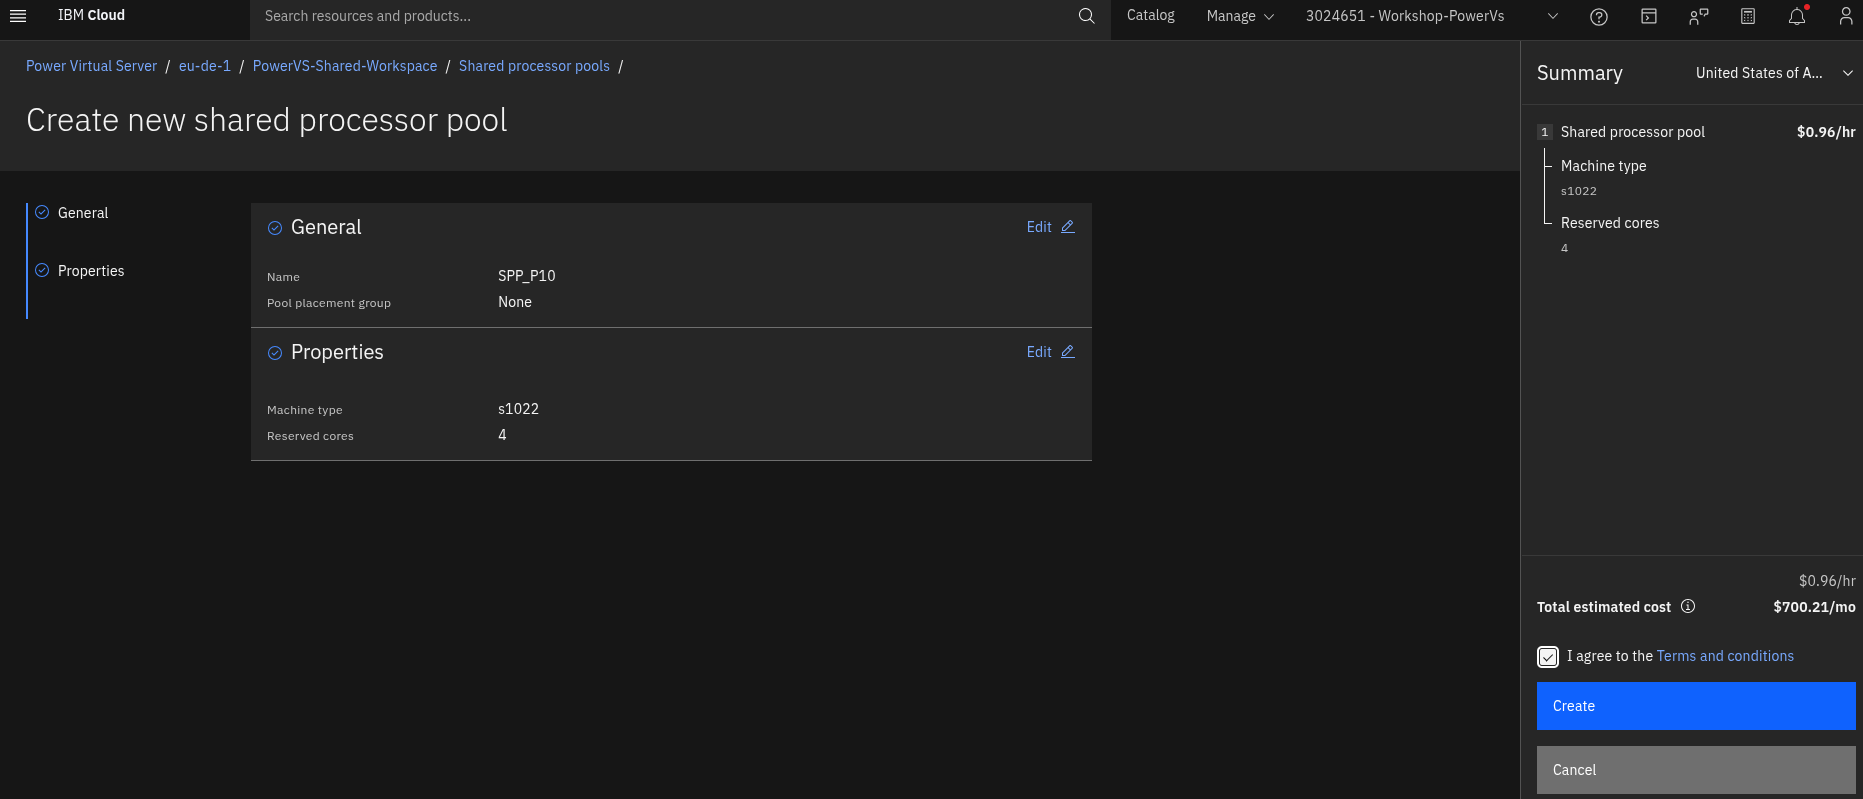 IBM Cloud
Search resources and products...
Catalog
Manage
3024651 - Workshop-PowerVs
Power Virtual Server / eu-de-1 / PowerVS-Shared-Workspace / Shared processor pools /
Create new shared processor pool
General
Properties
General
Edit
Name SPP_P10
Pool placement group None
Properties
Edit
Machine type s1022
Reserved cores 4
Summary
United States of A...
1 Shared processor pool $0.96/hr
Machine type
s1022
Reserved cores
4
$0.96/hr
Total estimated cost $700.21/mo
I agree to the Terms and conditions
Create
Cancel